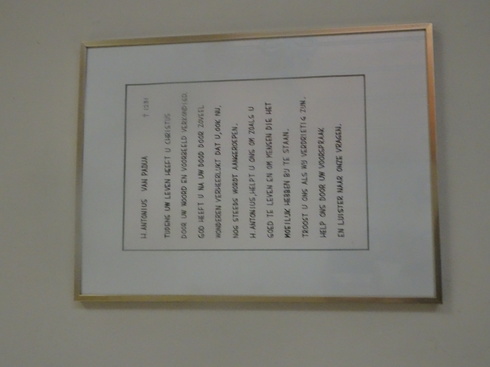 H. ANTONIUS VAN PADUA † 1231
TIJDENS UW LEVEN HEEFT U CHRISTUS
DOOR UW WOORD EN VOORBEELD VERKONDIGD.
GOD HEEFT U NA UW DOOD DOOR ZOVEEL
WONDEREN VERHEERLIJKT DAT U, OOK NU,
NOG STEEDS WORDT AANGEROEPEN.
H. ANTONIUS, HELPT U ONS OM ZOALS U
GOED TE LEVEN EN OM MENSEN DIE HET
MOEILIJK HEBBEN BIJ TE STAAN.
TROOST U ONS ALS WIJ VERDRIETIG ZIJN.
HELP ONS DOOR UW VOORSPRAAK
EN LUISTER NAAR ONZE VRAGEN.